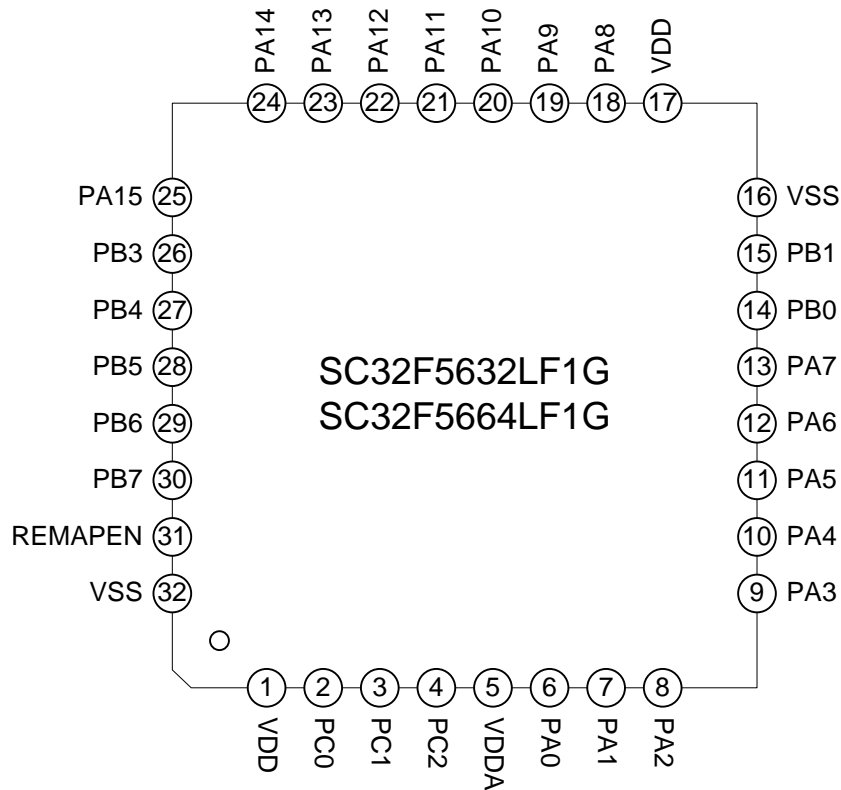 PA14 PA13 PA12 PA11 PA10 PA9 PA8 VDD
24 23 22 21 20 19 18 17
PA15 25
PB3 26
PB4 27
PB5 28
PB6 29
PB7 30
REMAPEN 31
VSS 32
SC32F5632LF1G
SC32F5664LF1G
16 VSS
15 PB1
14 PB0
13 PA7
12 PA6
11 PA5
10 PA4
9 PA3
1 2 3 4 5 6 7 8
VDD PC0 PC1 PC2 VDDA PA0 PA1 PA2